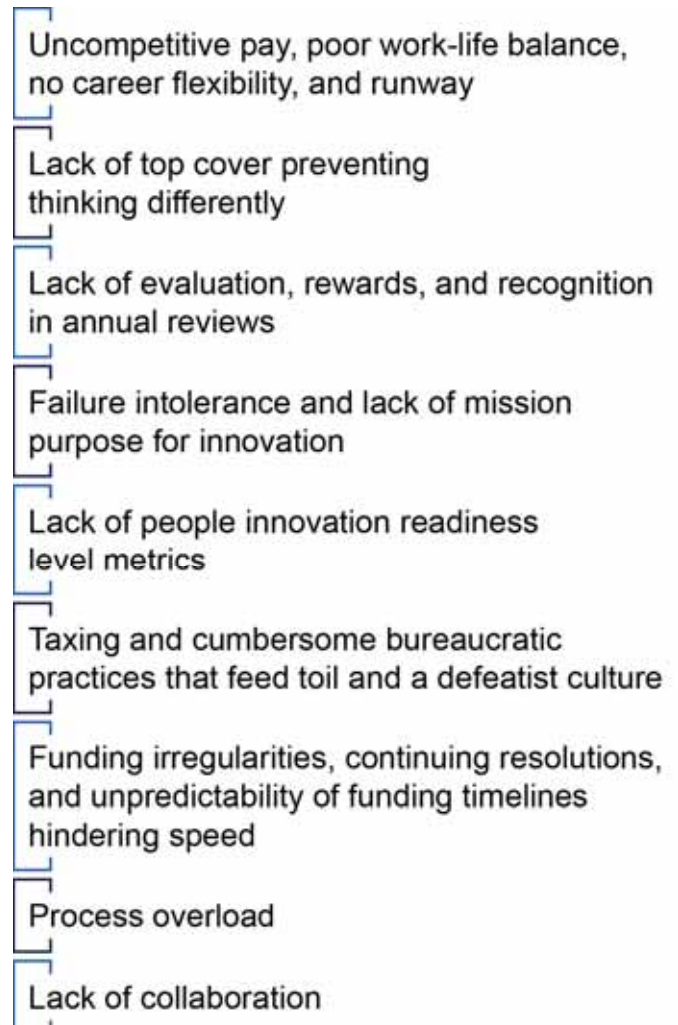 Uncompetitive pay, poor work-life balance,
no career flexibility, and runway
Lack of top cover preventing
thinking differently
Lack of evaluation, rewards, and recognition
in annual reviews
Failure intolerance and lack of mission
purpose for innovation
Lack of people innovation readiness
level metrics
Taxing and cumbersome bureaucratic
practices that feed toil and a defeatist culture
Funding irregularities, continuing resolutions,
and unpredictability of funding timelines
hindering speed
Process overload
Lack of collaboration